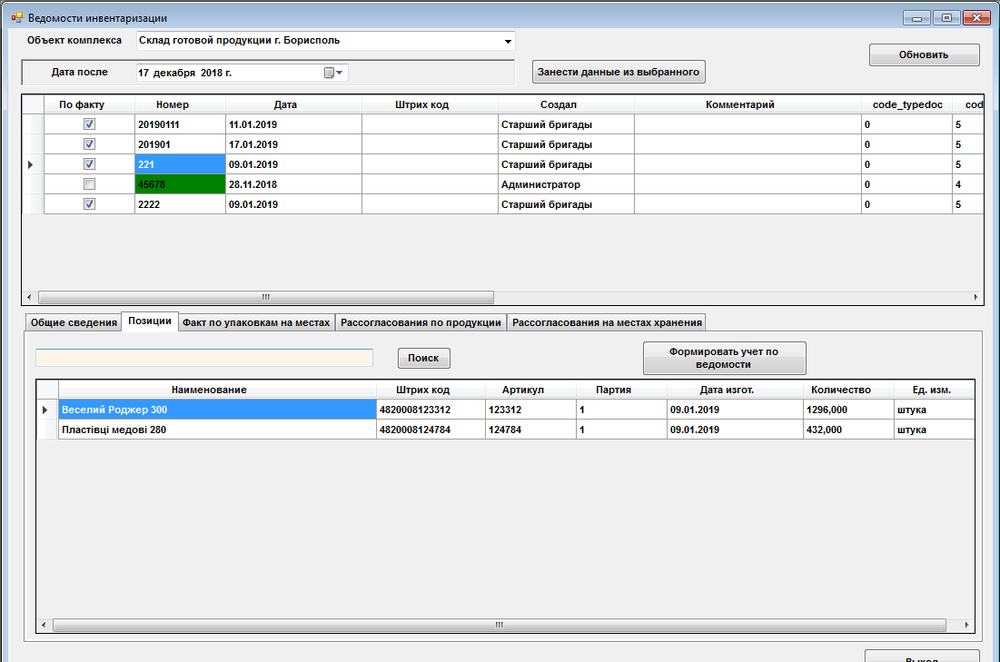 Ведомости инвентаризации
Объект комплекса Склад готовой продукции г. Борисполь
Обновить
Дата после 17 декабря 2018 г. Занести данные из выбранного
По факту Номер Дата Штрих код Создал Комментарий code_typedoc cod
20190111 11.01.2019 Старший бригады 0 5
201901 17.01.2019 Старший бригады 0 5
221 09.01.2019 Старший бригады 0 5
45678 28.11.2018 Администратор 0 4
2222 09.01.2019 Старший бригады 0 5
Общие сведения Позиции Факт по упаковкам на местах Рассогласования по продукции Рассогласования на местах хранения
Поиск
Формировать учет по
ведомости
Наименование Штрих код Артикул Партия Дата изгот. Количество Ед. изм.
Веселий Роджер 300 4820008123312 123312 1 09.01.2019 1296,000 штука
Пластівці медові 280 4820008124784 124784 1 09.01.2019 432,000 штука
Выход